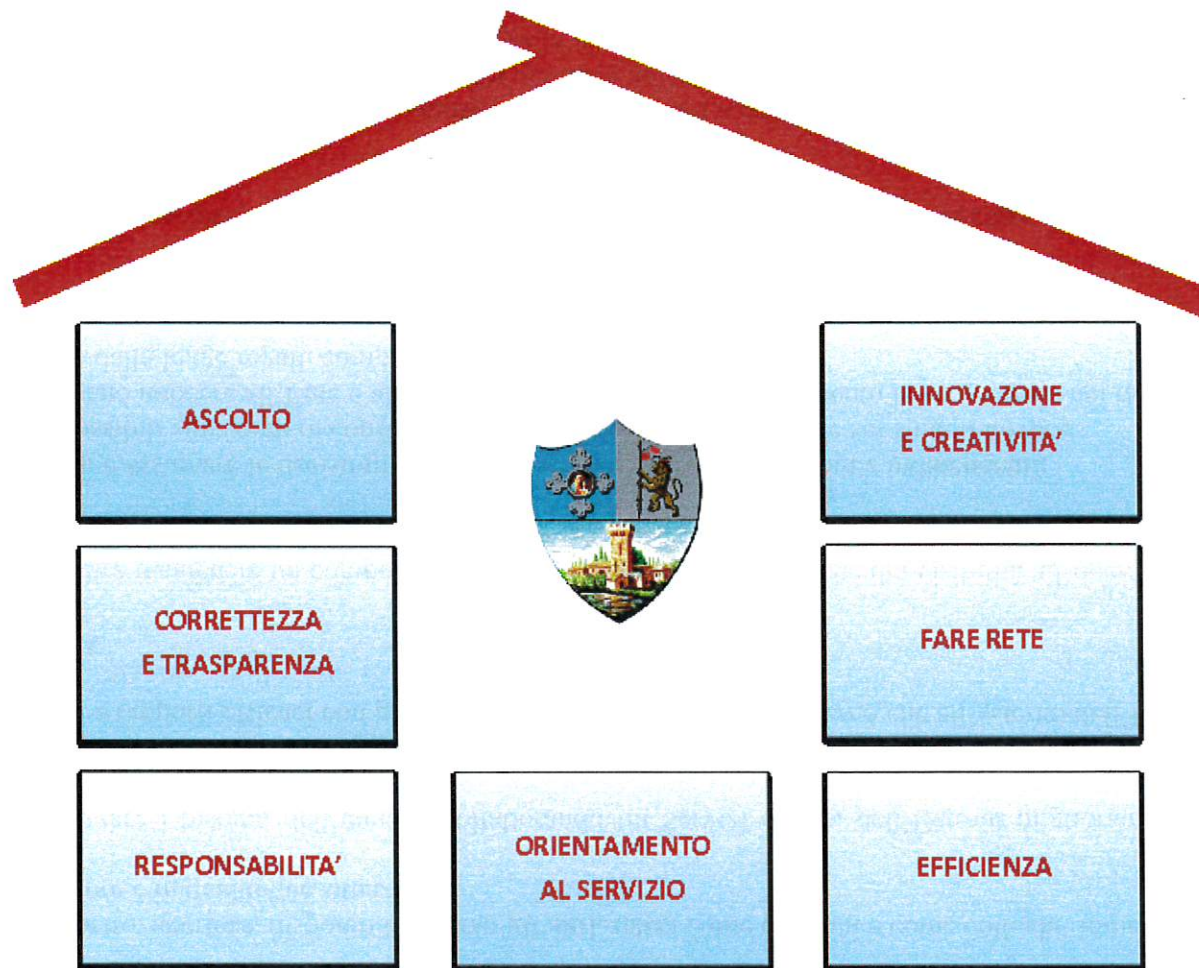 ASCOLTO
INNOVAZONE
E CREATIVITA’
CORRETTEZZA
E TRASPARENZA
FARE RETE
RESPONSABILITA’
ORIENTAMENTO
AL SERVIZIO
EFFICIENZA